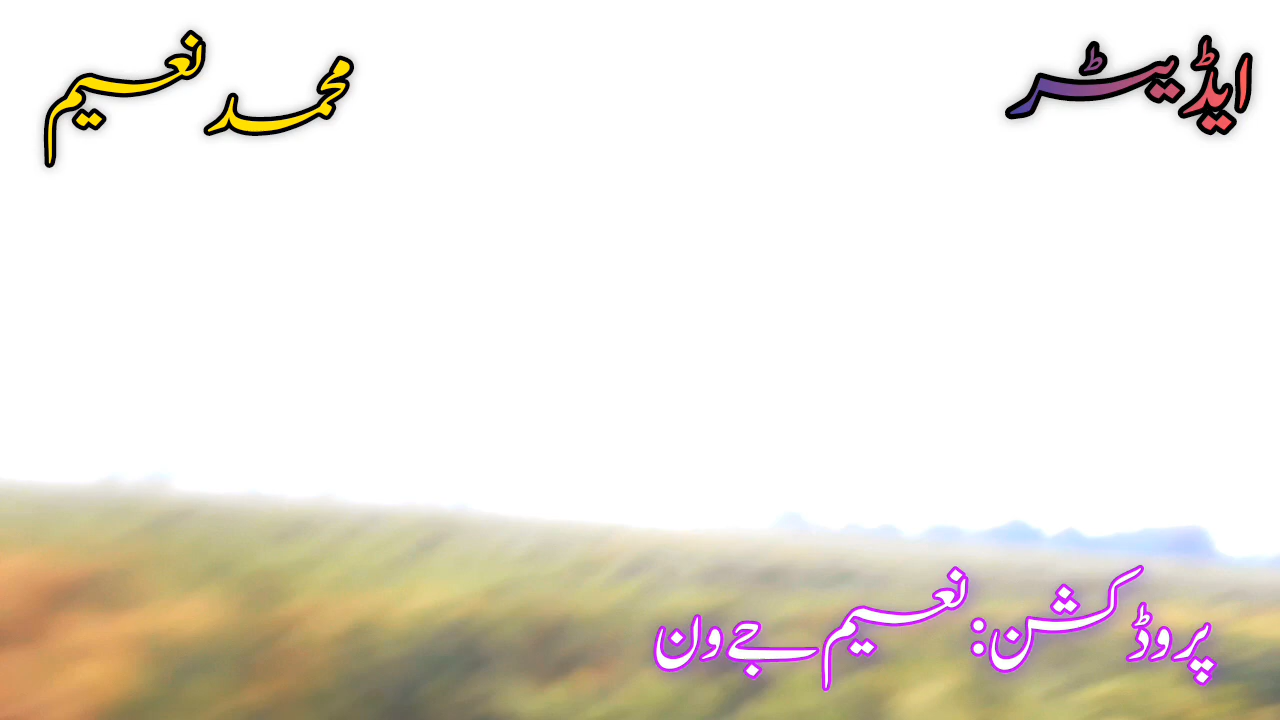 ایڈیٹر
محمد نعیم
پروڈکشن: نعیم جے ون